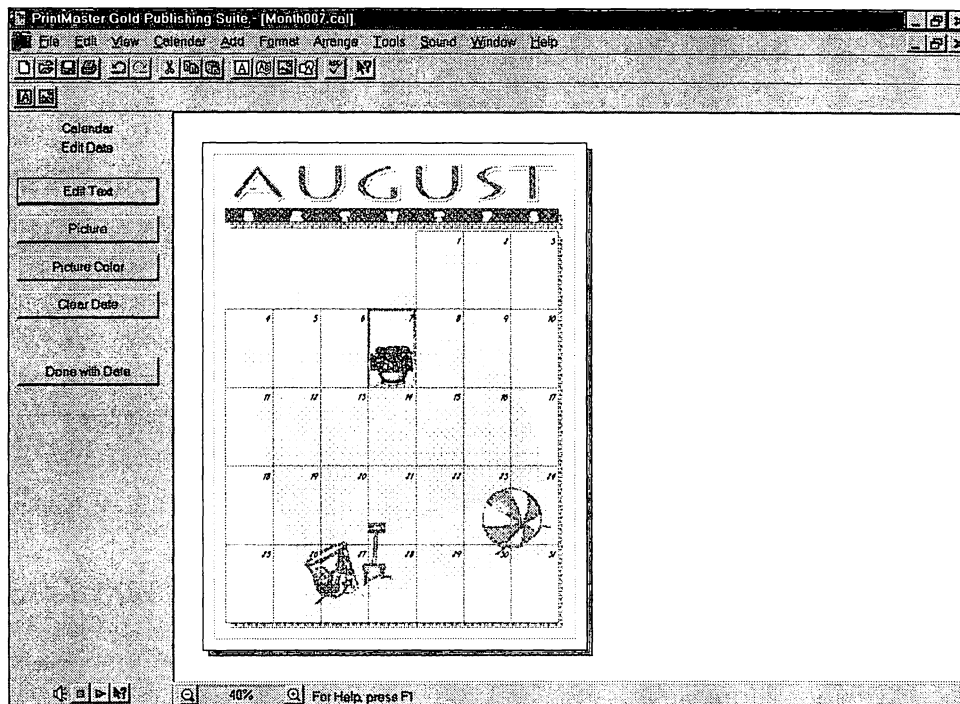 PrintMaster Gold Publishing Suite - [Month007.cal]
File Edit View Calendar Add Format Arrange Tools Sound Window Help
Calendar
Edit Date
Edit Text
Picture
Picture Color
Clear Date
Done with Date
AUGUST
S M T W T F S
1 2 3
4 5 6 7 8 9 10
11 12 13 14 15 16 17
18 19 20 21 22 23 24
25 26 27 28 29 30 31
40% For Help, press F1